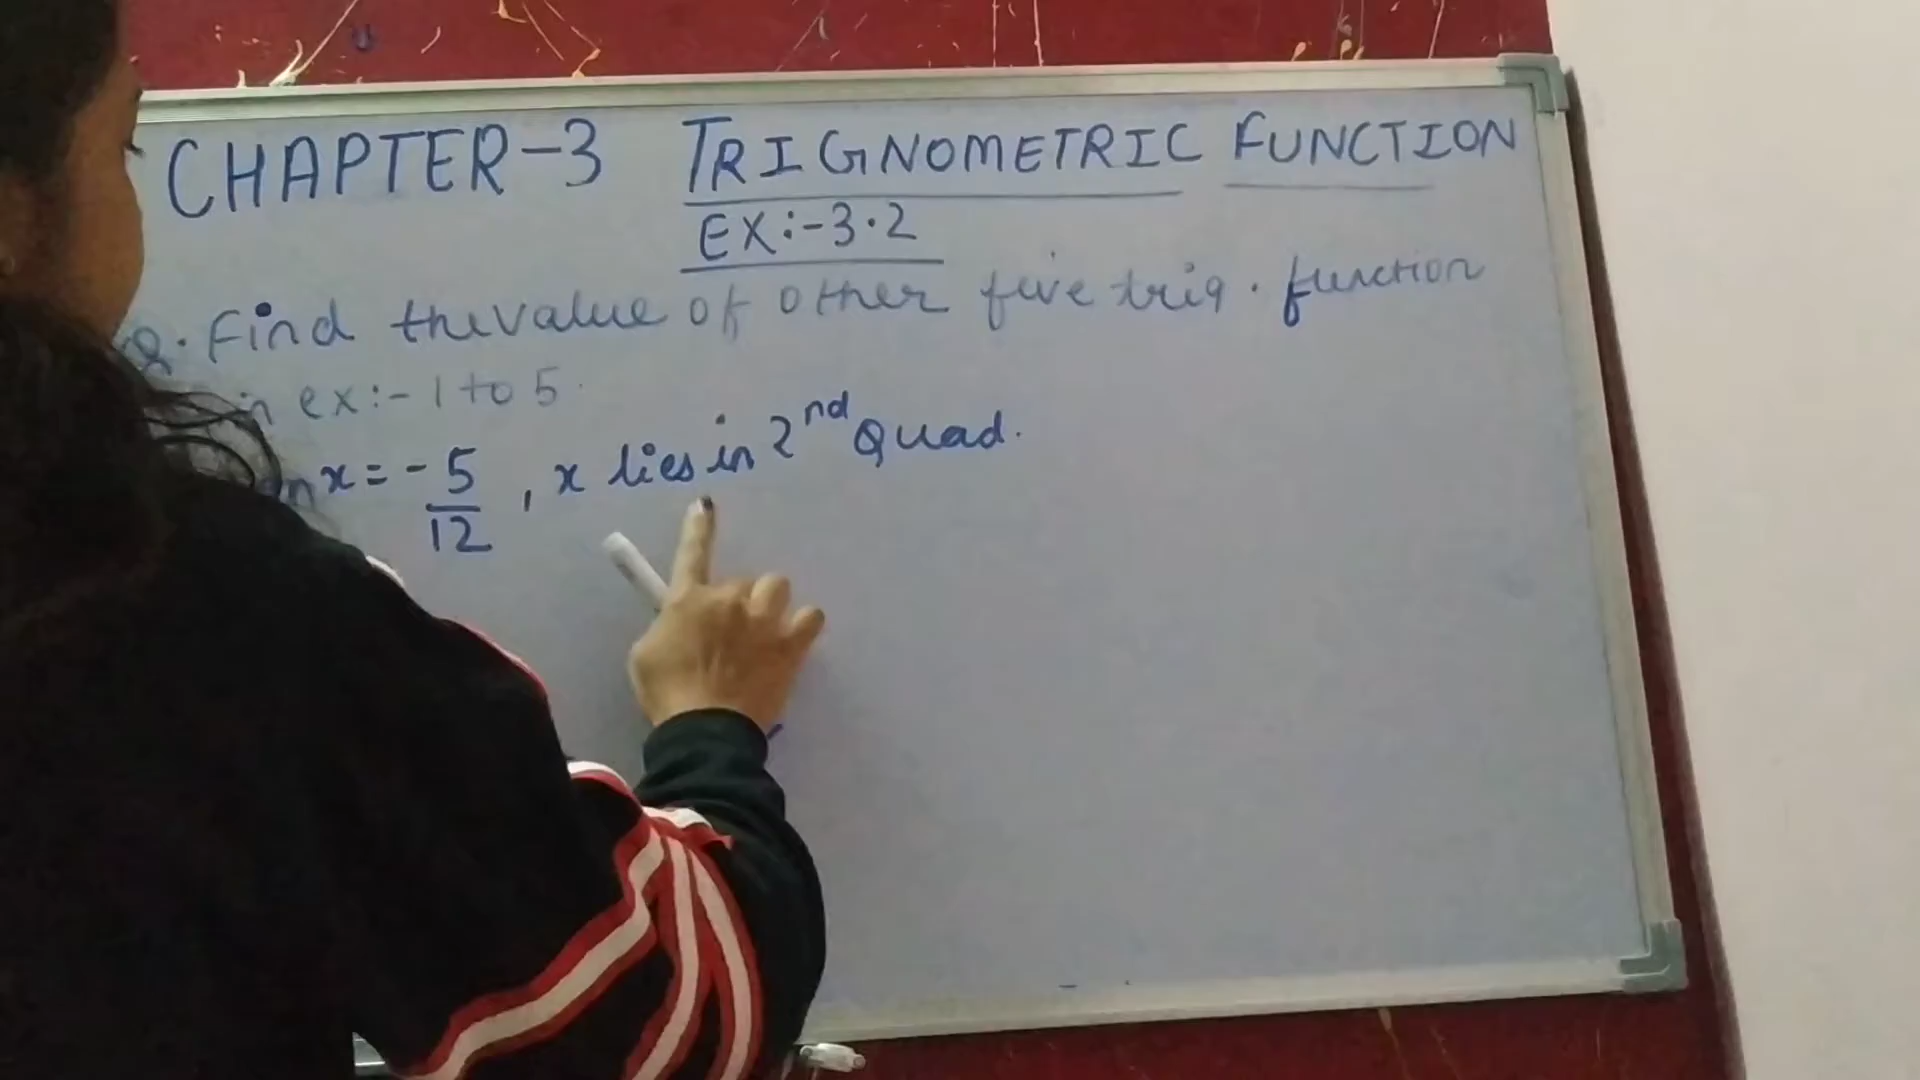 CHAPTER-3 TRIGNOMETRIC FUNCTION
EX:-3.2
Q. Find the value of other five trig. function
in ex:- 1 to 5.
x = -5/12, x lies in 2nd Quad.